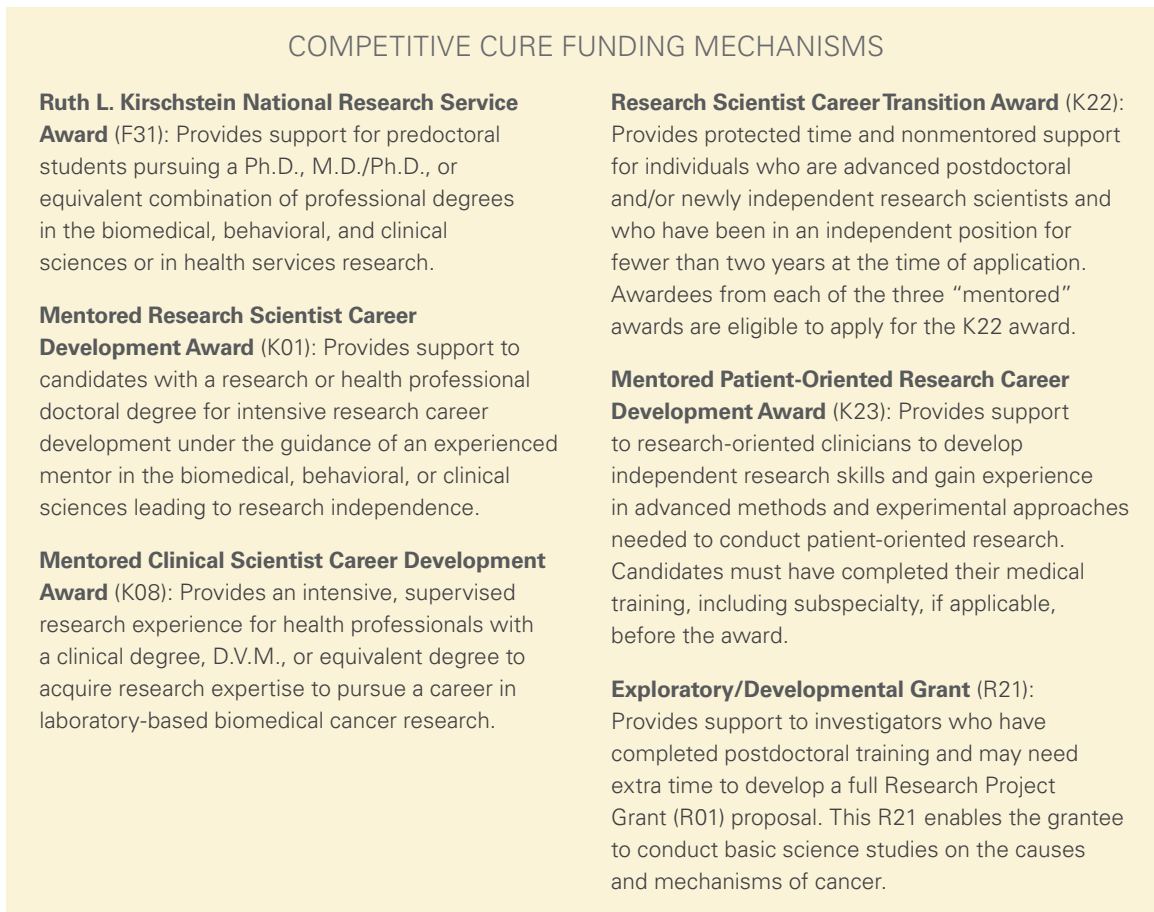 COMPETITIVE CURE FUNDING MECHANISMS
Ruth L. Kirschstein National Research Service
Award (F31): Provides support for predoctoral
students pursuing a Ph.D., M.D./Ph.D., or
equivalent combination of professional degrees
in the biomedical, behavioral, and clinical
sciences or in health services research.
Mentored Research Scientist Career
Development Award (K01): Provides support to
candidates with a research or health professional
doctoral degree for intensive research career
development under the guidance of an experienced
mentor in the biomedical, behavioral, or clinical
sciences leading to research independence.
Mentored Clinical Scientist Career Development
Award (K08): Provides an intensive, supervised
research experience for health professionals with
a clinical degree, D.V.M., or equivalent degree to
acquire research expertise to pursue a career in
laboratory-based biomedical cancer research.
Research Scientist Career Transition Award (K22):
Provides protected time and nonmentored support
for individuals who are advanced postdoctoral
and/or newly independent research scientists and
who have been in an independent position for
fewer than two years at the time of application.
Awardees from each of the three “mentored”
awards are eligible to apply for the K22 award.
Mentored Patient-Oriented Research Career
Development Award (K23): Provides support
to research-oriented clinicians to develop
independent research skills and gain experience
in advanced methods and experimental approaches
needed to conduct patient-oriented research.
Candidates must have completed their medical
training, including subspecialty, if applicable,
before the award.
Exploratory/Developmental Grant (R21):
Provides support to investigators who have
completed postdoctoral training and may need
extra time to develop a full Research Project
Grant (R01) proposal. This R21 enables the grantee
to conduct basic science studies on the causes
and mechanisms of cancer.